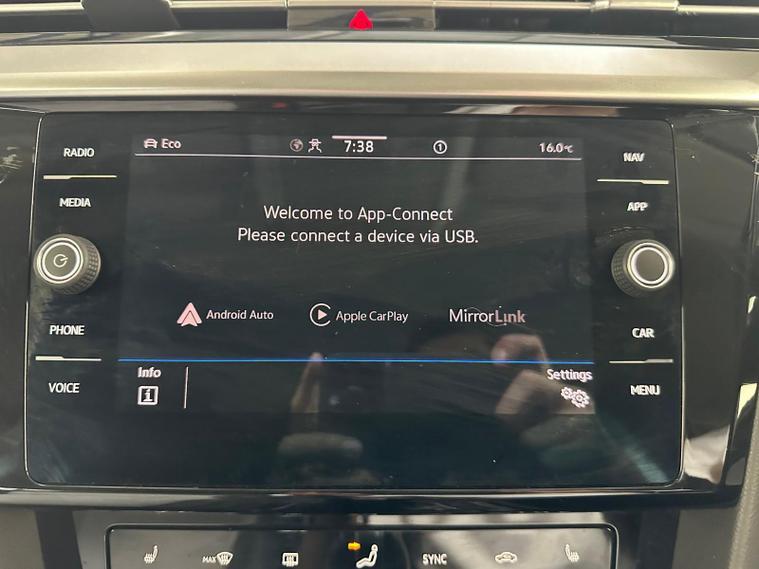 RADIO
MEDIA
PHONE
VOICE
Eco
7:38
1
16.0°C
Welcome to App-Connect
Please connect a device via USB.
Android Auto
Apple CarPlay
MirrorLink
Info
i
Settings
NAV
APP
CAR
MENU
MAX
SYNC